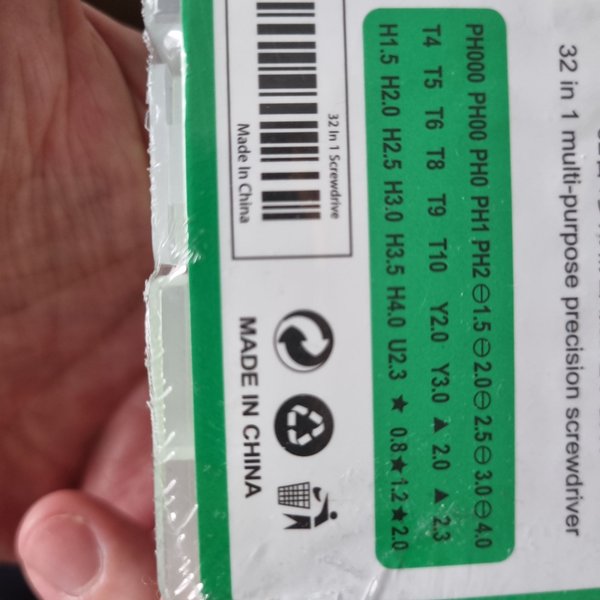 32 in 1 multi-purpose precision screwdriver
PH000 PH00 PH0 PH1 PH2 ⊖1.5 ⊖2.0 ⊖2.5 ⊖3.0 ⊖4.0
T4 T5 T6 T8 T9 T10 Y2.0 Y3.0 ▲ 2.0 ▲ 2.3
H1.5 H2.0 H2.5 H3.0 H3.5 H4.0 U2.3 ★ 0.8 ★1.2 ★2.0
32 In 1 Screwdrive
Made In China
MADE IN CHINA